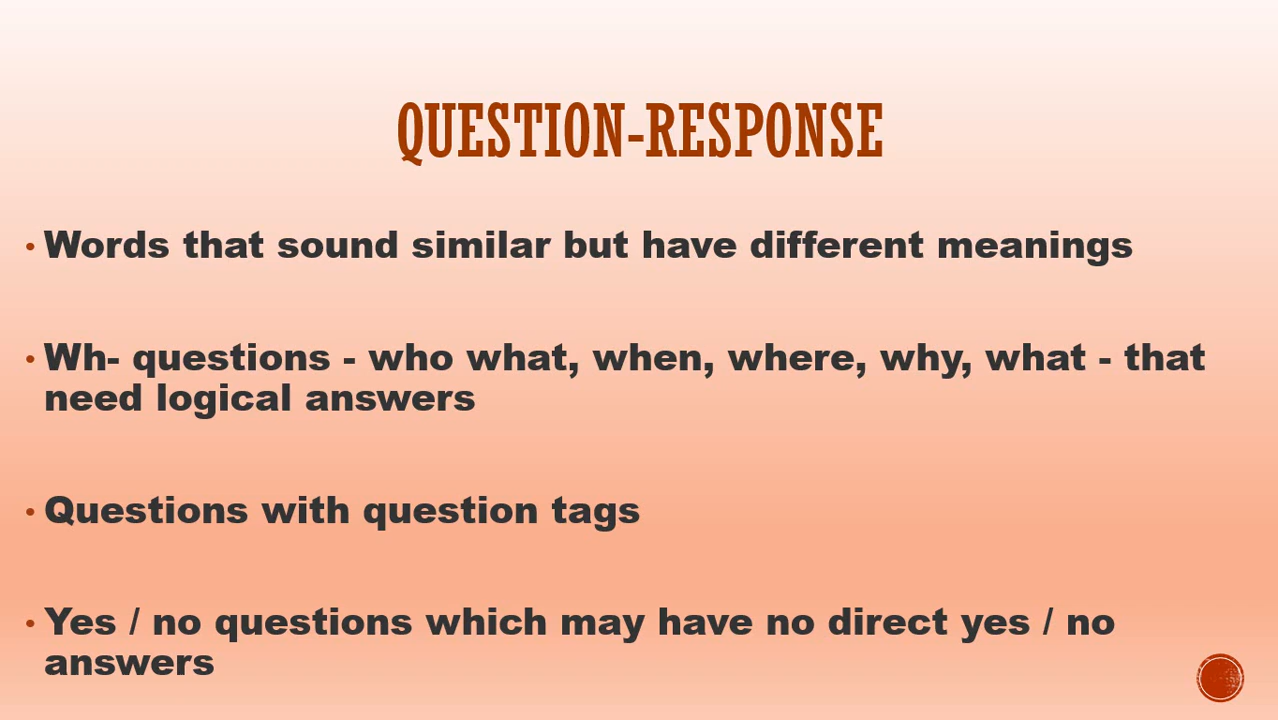 QUESTION-RESPONSE
• Words that sound similar but have different meanings
• Wh- questions - who what, when, where, why, what - that
need logical answers
• Questions with question tags
• Yes / no questions which may have no direct yes / no
answers